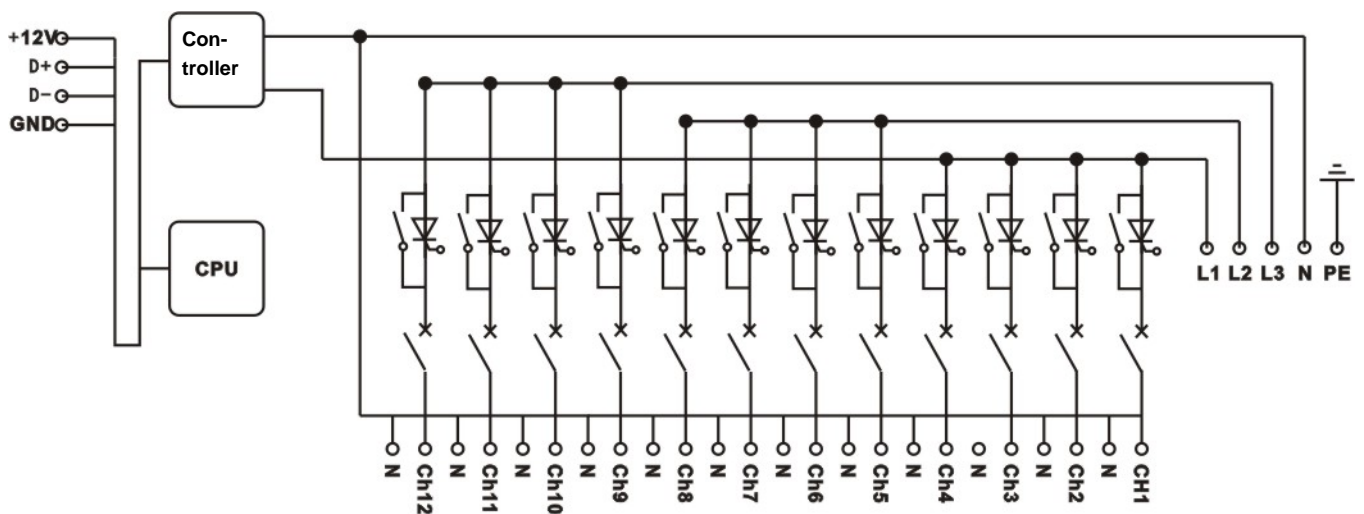 +12V
D+
D-
GND
Con-
troller
CPU
L1 L2 L3 N PE
N Ch12 N Ch11 N Ch10 N Ch9 N Ch8 N Ch7 N Ch6 N Ch5 N Ch4 N Ch3 N Ch2 N CH1